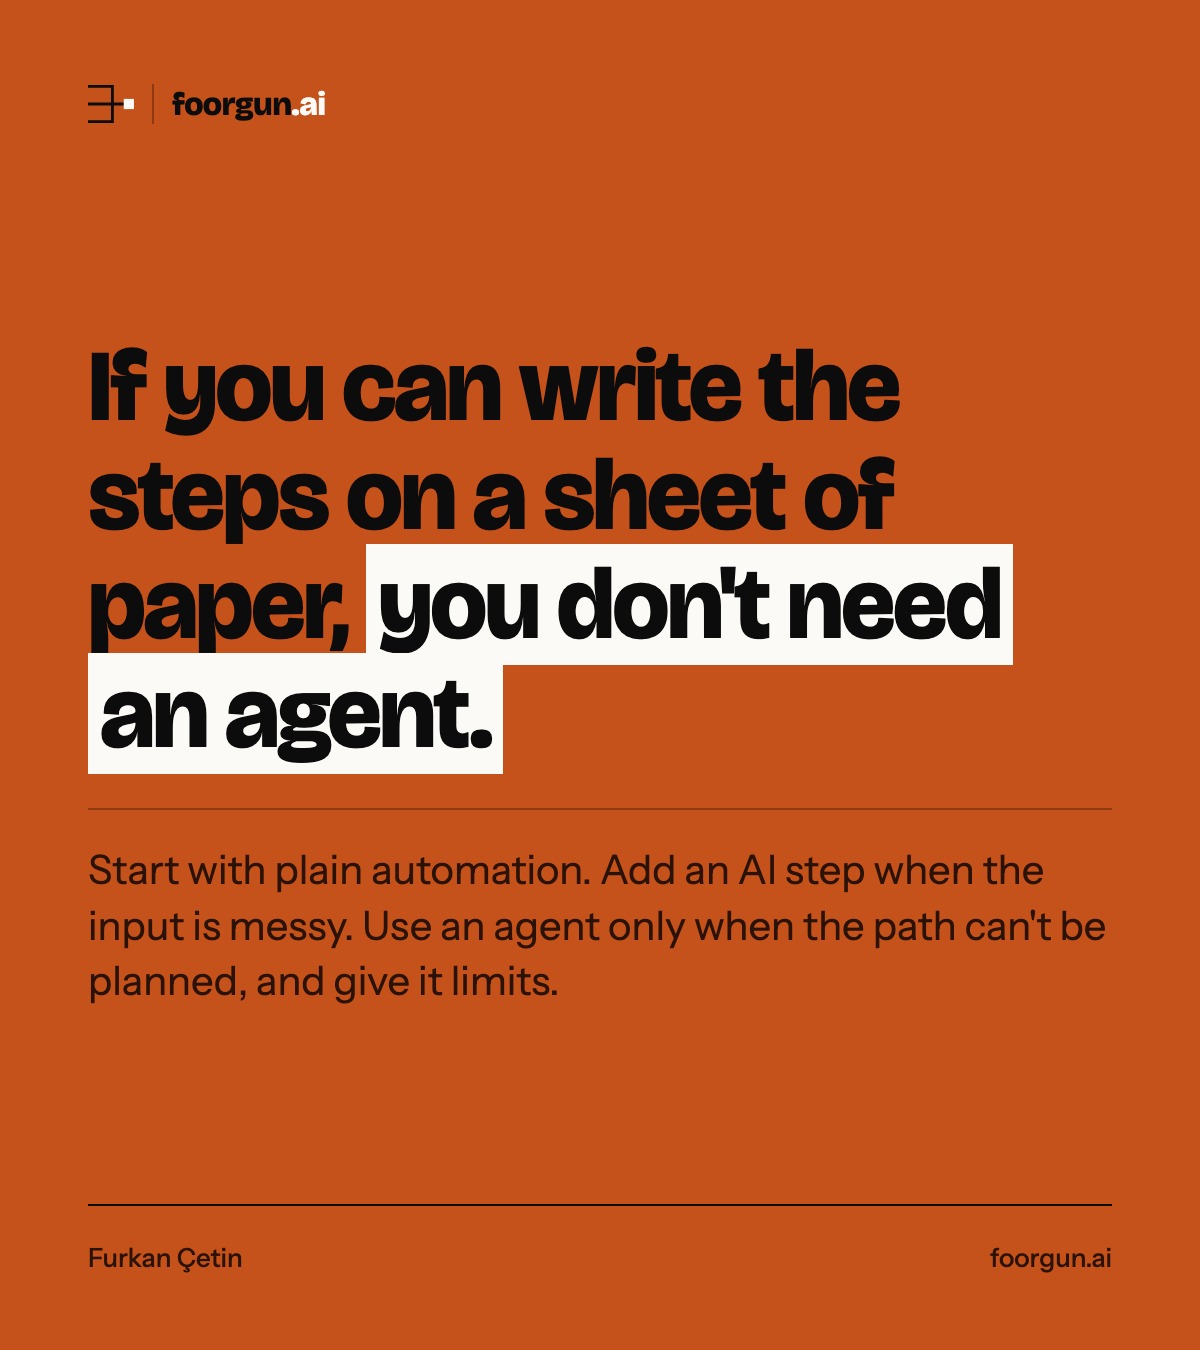 foorgun.ai
If you can write the
steps on a sheet of
paper, you don't need
an agent.
Start with plain automation. Add an AI step when the
input is messy. Use an agent only when the path can't be
planned, and give it limits.
Furkan Çetin
foorgun.ai